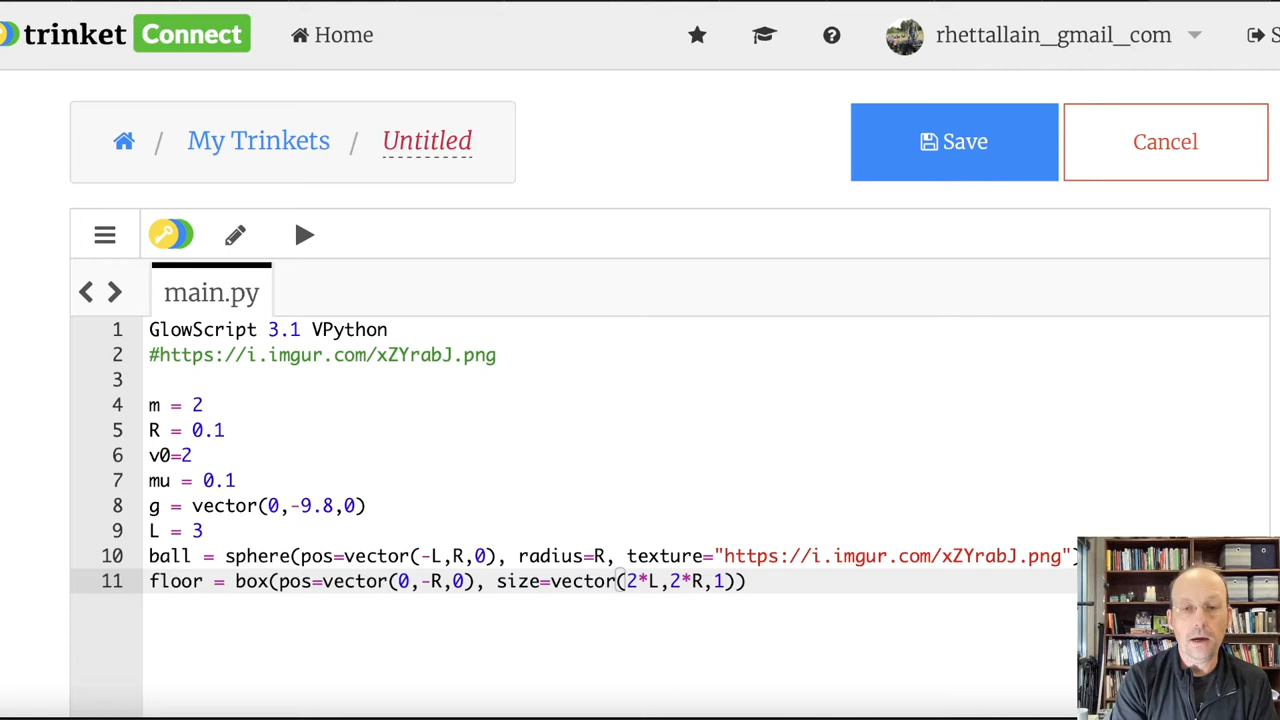 trinket Connect Home rhettallain_gmail_com S
/ My Trinkets / Untitled Save Cancel
main.py
1 GlowScript 3.1 VPython
2 #https://i.imgur.com/xZYrabJ.png
3
4 m = 2
5 R = 0.1
6 v0=2
7 mu = 0.1
8 g = vector(0,-9.8,0)
9 L = 3
10 ball = sphere(pos=vector(-L,R,0), radius=R, texture="https://i.imgur.com/xZYrabJ.png")
11 floor = box(pos=vector(0,-R,0), size=vector(2*L,2*R,1))